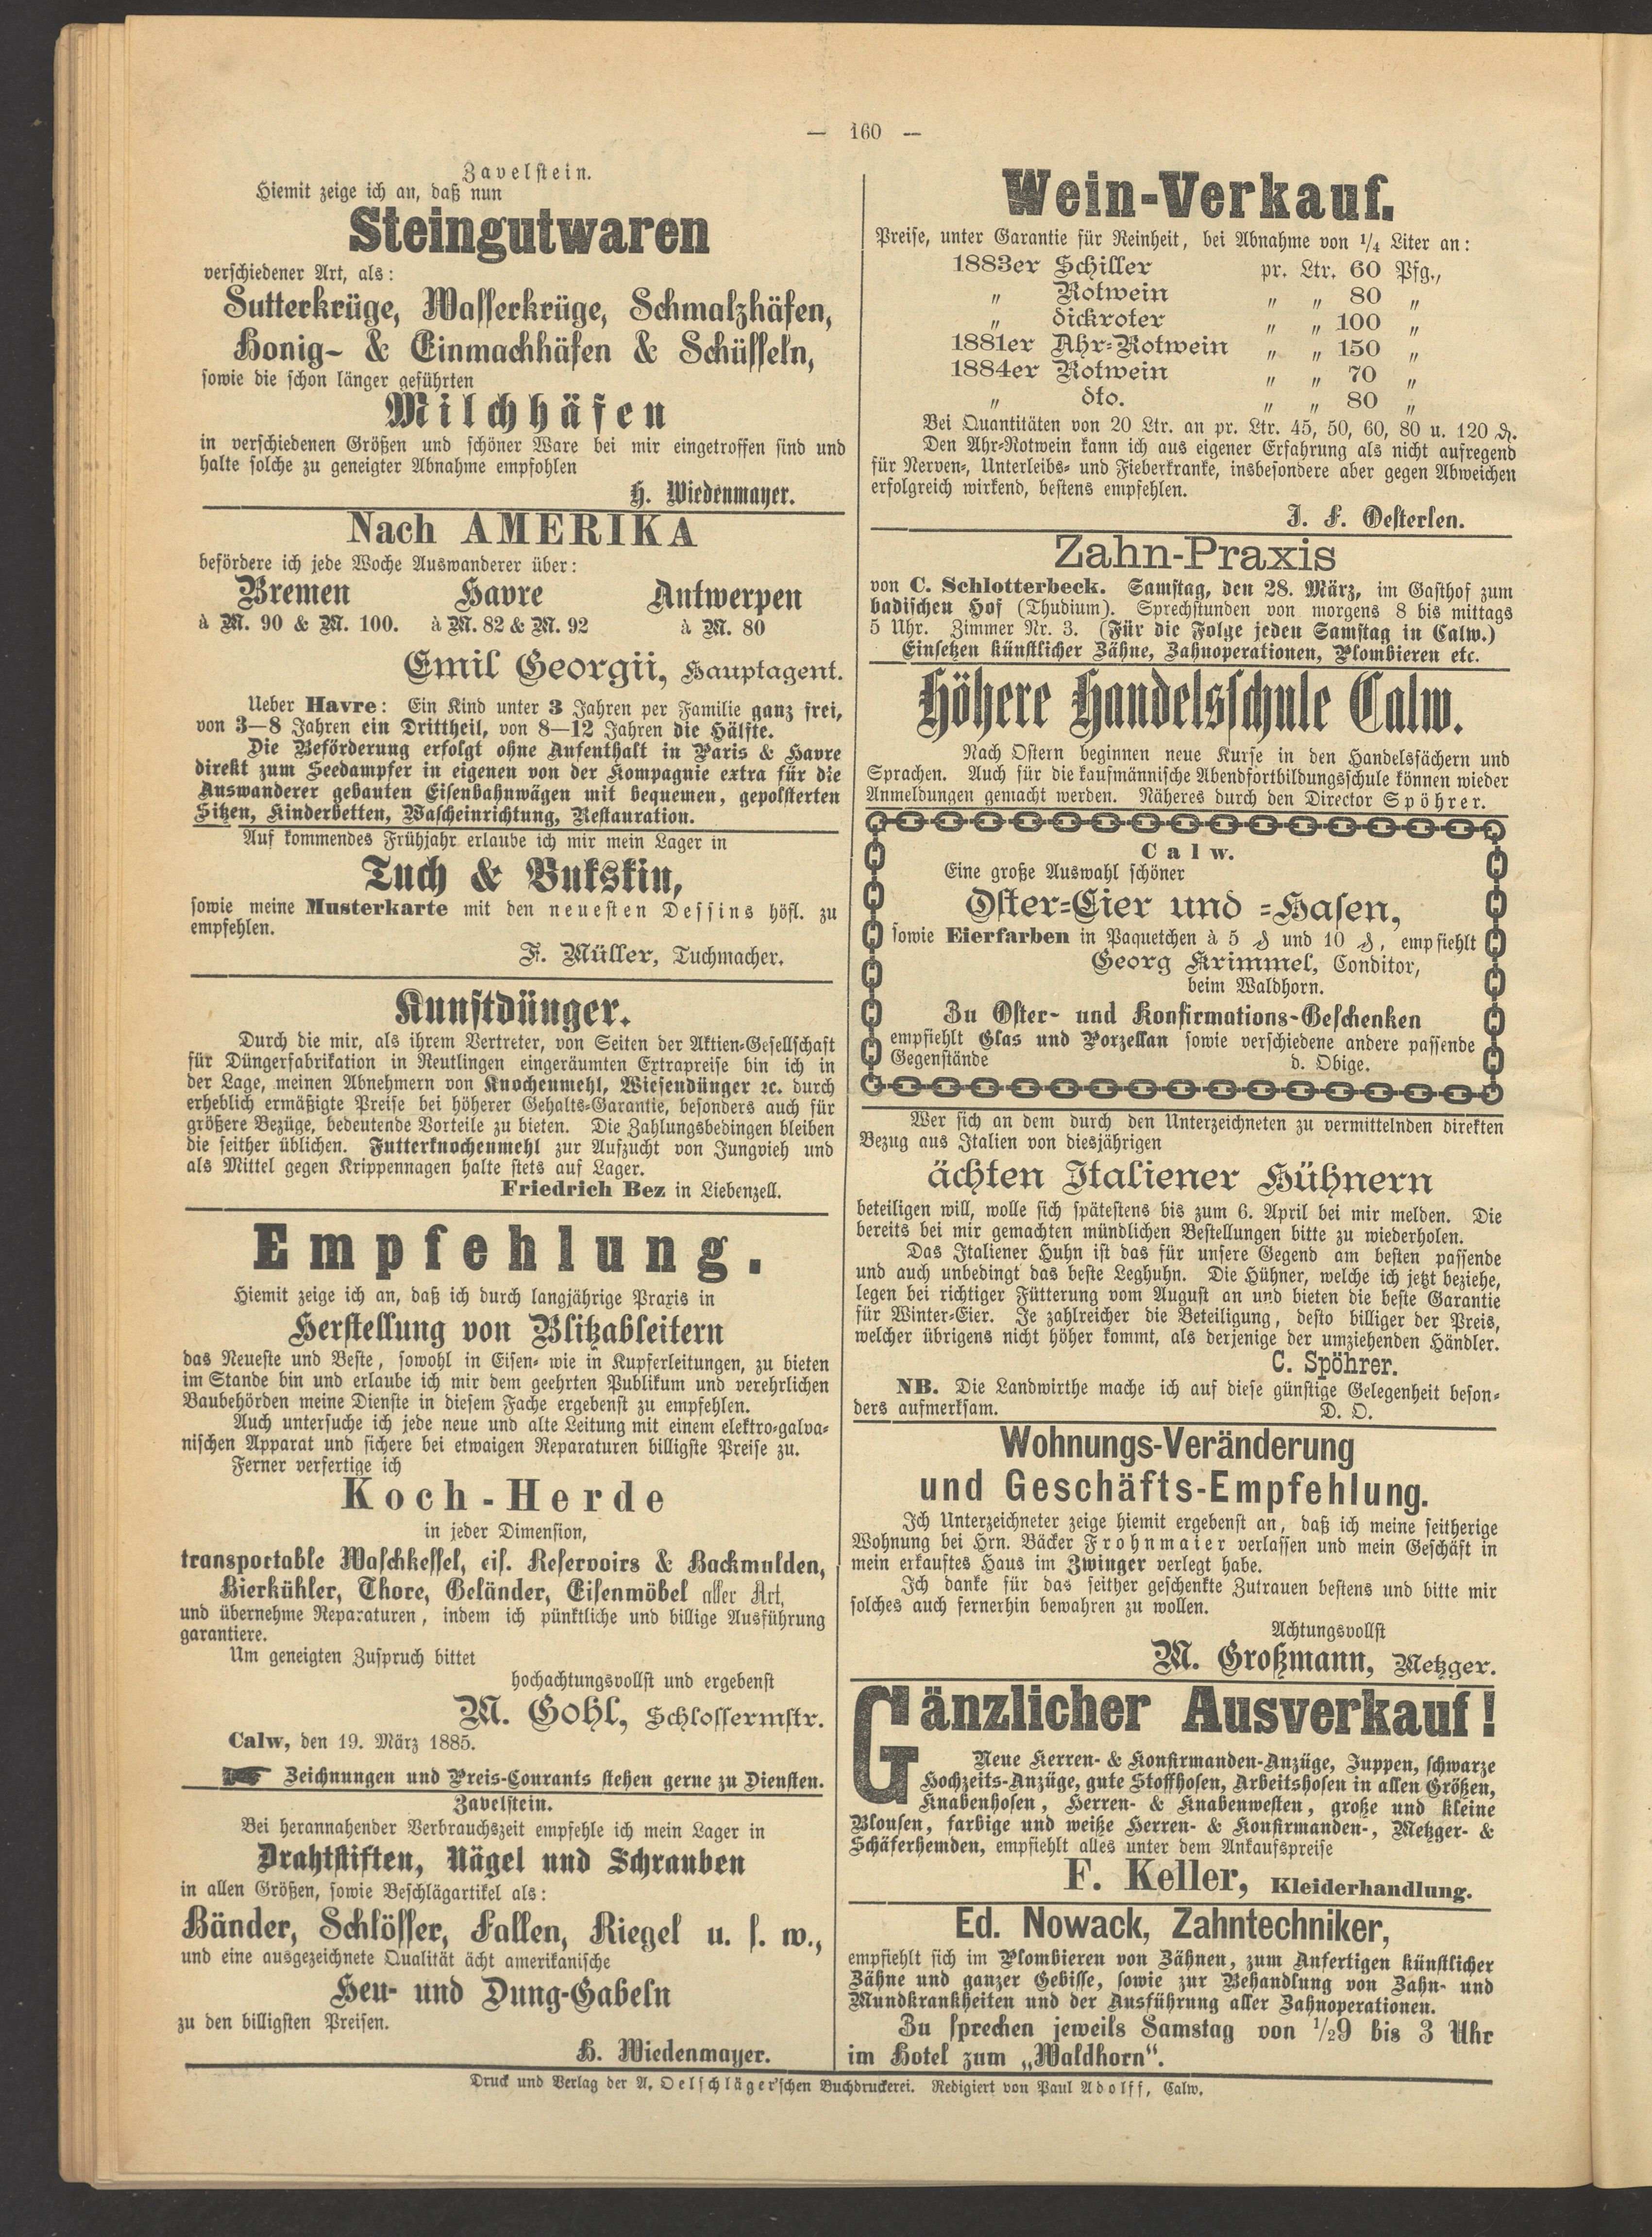 — 160 —
Zavelstein.
Hiemit zeige ich an, daß nun
Steingutwaren
verschiedener Art, als:
Sutterkrüge, Wasserkrüge, Schmalzhäfen,
Honig- & Einmachhäfen & Schüsseln,
sowie die schon länger geführten
Milchhäfen
in verschiedenen Größen und schöner Ware bei mir eingetroffen sind und
halte solche zu geneigter Abnahme empfohlen
H. Wiedenmayer.
Nach AMERIKA
befördere ich jede Woche Auswanderer über:
Bremen Havre Antwerpen
à M. 90 & M. 100. à M. 82 & M. 92 à M. 80
Emil Georgii, Hauptagent.
Ueber Havre: Ein Kind unter 3 Jahren per Familie ganz frei,
von 3—8 Jahren ein Drittheil, von 8—12 Jahren die Hälfte.
Die Beförderung erfolgt ohne Aufenthalt in Paris & Havre
direkt zum Seedampfer in eigenen von der Kompagnie extra für die
Auswanderer gebauten Eisenbahnwägen mit bequemen, gepolsterten
Sitzen, Kinderbetten, Wascheinrichtung, Restauration.
Auf kommendes Frühjahr erlaube ich mir mein Lager in
Tuch & Bukskin,
sowie meine Musterkarte mit den neuesten Dessins höfl. zu
empfehlen.
F. Müller, Tuchmacher.
Kunstdünger.
Durch die mir, als ihrem Vertreter, von Seiten der Aktien-Gesellschaft
für Düngerfabrikation in Reutlingen eingeräumten Extrapreise bin ich in
der Lage, meinen Abnehmern von Knochenmehl, Wiesendünger ꝛc. durch
erheblich ermäßigte Preise bei höherer Gehalts-Garantie, besonders auch für
größere Bezüge, bedeutende Vorteile zu bieten. Die Zahlungsbedingen bleiben
die seither üblichen. Futterknochenmehl zur Aufzucht von Jungvieh und
als Mittel gegen Krippennagen halte stets auf Lager.
Friedrich Bez in Liebenzell.
Empfehlung.
Hiemit zeige ich an, daß ich durch langjährige Praxis in
Herstellung von Blitzableitern
das Neueste und Beste, sowohl in Eisen- wie in Kupferleitungen, zu bieten
im Stande bin und erlaube ich mir dem geehrten Publikum und verehrlichen
Baubehörden meine Dienste in diesem Fache ergebenst zu empfehlen.
Auch untersuche ich jede neue und alte Leitung mit einem elektro-galva-
nischen Apparat und sichere bei etwaigen Reparaturen billigste Preise zu.
Ferner verfertige ich
Koch-Herde
in jeder Dimension,
transportable Waschkessel, eis. Reservoirs & Backmulden,
Bierkühler, Thore, Geländer, Eisenmöbel aller Art,
und übernehme Reparaturen, indem ich pünktliche und billige Ausführung
garantiere.
Um geneigten Zuspruch bittet
hochachtungsvollst und ergebenst
M. Gohl, Schlossermstr.
Calw, den 19. März 1885.
Zeichnungen und Preis-Courants stehen gerne zu Diensten.
Zavelstein.
Bei herannahender Verbrauchszeit empfehle ich mein Lager in
Drahtstiften, Nägel und Schrauben
in allen Größen, sowie Beschlägartikel als:
Bänder, Schlösser, Fallen, Riegel u. s. w.,
und eine ausgezeichnete Qualität ächt amerikanische
Heu- und Dung-Gabeln
zu den billigsten Preisen.
H. Wiedenmayer.
Wein-Verkauf.
Preise, unter Garantie für Reinheit, bei Abnahme von 1/4 Liter an:
1883er Schiller pr. Ltr. 60 Pfg.,
„ Rotwein „ „ 80 „
„ dickroter „ „ 100 „
1881er Ahr-Rotwein „ „ 150 „
1884er Rotwein „ „ 70 „
„ dto. „ „ 80 „
Bei Quantitäten von 20 Ltr. an pr. Ltr. 45, 50, 60, 80 u. 120 ₰.
Den Ahr-Rotwein kann ich aus eigener Erfahrung als nicht aufregend
für Nerven-, Unterleibs- und Fieberkranke, insbesondere aber gegen Abweichen
erfolgreich wirkend, bestens empfehlen.
J. F. Oesterlen.
Zahn-Praxis
von C. Schlotterbeck. Samstag, den 28. März, im Gasthof zum
badischen Hof (Thudium). Sprechstunden von morgens 8 bis mittags
5 Uhr. Zimmer Nr. 3. (Für die Folge jeden Samstag in Calw.)
Einsetzen künstlicher Zähne, Zahnoperationen, Plombieren etc.
Höhere Handelsschule Calw.
Nach Ostern beginnen neue Kurse in den Handelsfächern und
Sprachen. Auch für die kaufmännische Abendfortbildungsschule können wieder
Anmeldungen gemacht werden. Näheres durch den Director Spöhrer.
Calw.
Eine große Auswahl schöner
Oster-Eier und -Hasen,
sowie Eierfarben in Paquetchen à 5 ₰ und 10 ₰, empfiehlt
Georg Krimmel, Conditor,
beim Waldhorn.
Zu Oster- und Konfirmations-Geschenken
empfiehlt Glas und Porzellan sowie verschiedene andere passende
Gegenstände d. Obige.
Wer sich an dem durch den Unterzeichneten zu vermittelnden direkten
Bezug aus Italien von diesjährigen
ächten Italiener Hühnern
beteiligen will, wolle sich spätestens bis zum 6. April bei mir melden. Die
bereits bei mir gemachten mündlichen Bestellungen bitte zu wiederholen.
Das Italiener Huhn ist das für unsere Gegend am besten passende
und auch unbedingt das beste Leghuhn. Die Hühner, welche ich jetzt beziehe,
legen bei richtiger Fütterung vom August an und bieten die beste Garantie
für Winter-Eier. Je zahlreicher die Beteiligung, desto billiger der Preis,
welcher übrigens nicht höher kommt, als derjenige der umziehenden Händler.
C. Spöhrer.
NB. Die Landwirthe mache ich auf diese günstige Gelegenheit beson-
ders aufmerksam. D. O.
Wohnungs-Veränderung
und Geschäfts-Empfehlung.
Ich Unterzeichneter zeige hiemit ergebenst an, daß ich meine seitherige
Wohnung bei Hrn. Bäcker Frohnmaier verlassen und mein Geschäft in
mein erkauftes Haus im Zwinger verlegt habe.
Ich danke für das seither geschenkte Zutrauen bestens und bitte mir
solches auch fernerhin bewahren zu wollen.
Achtungsvollst
M. Großmann, Metzger.
Gänzlicher Ausverkauf!
Neue Herren- & Konfirmanden-Anzüge, Juppen, schwarze
Hochzeits-Anzüge, gute Stoffhosen, Arbeitshosen in allen Größen,
Knabenhosen, Herren- & Knabenwesten, große und kleine
Blousen, farbige und weiße Herren- & Konfirmanden-, Metzger- &
Schäferhemden, empfiehlt alles unter dem Ankaufspreise
F. Keller, Kleiderhandlung.
Ed. Nowack, Zahntechniker,
empfiehlt sich im Plombieren von Zähnen, zum Anfertigen künstlicher
Zähne und ganzer Gebisse, sowie zur Behandlung von Zahn- und
Mundkrankheiten und der Ausführung aller Zahnoperationen.
Zu sprechen jeweils Samstag von 1/29 bis 3 Uhr
im Hotel zum „Waldhorn“.
Druck und Verlag der A. Oelschläger'schen Buchdruckerei. Redigiert von Paul Adolff, Calw.